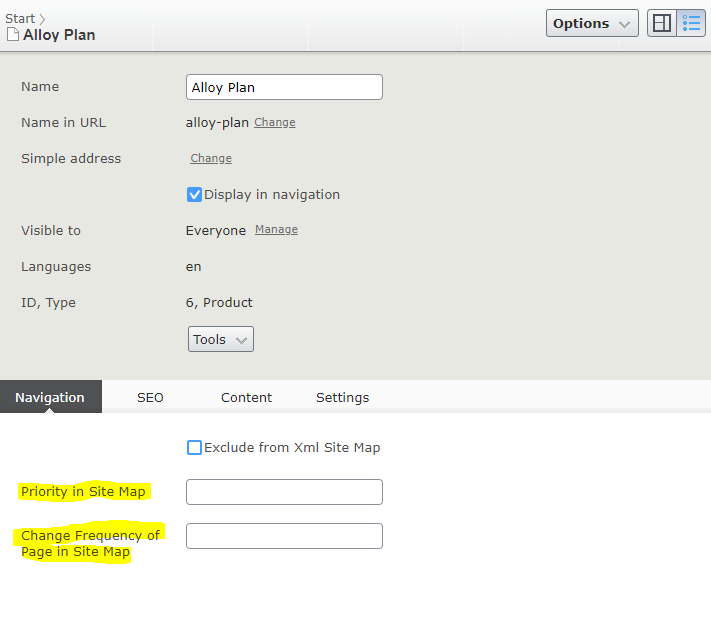 Start
Alloy Plan
Options
Name
Alloy Plan
Name in URL
alloy-plan Change
Simple address
Change
Display in navigation
Visible to
Everyone Manage
Languages
en
ID, Type
6, Product
Tools
Navigation
SEO
Content
Settings
Exclude from Xml Site Map
Priority in Site Map
Change Frequency of
Page in Site Map